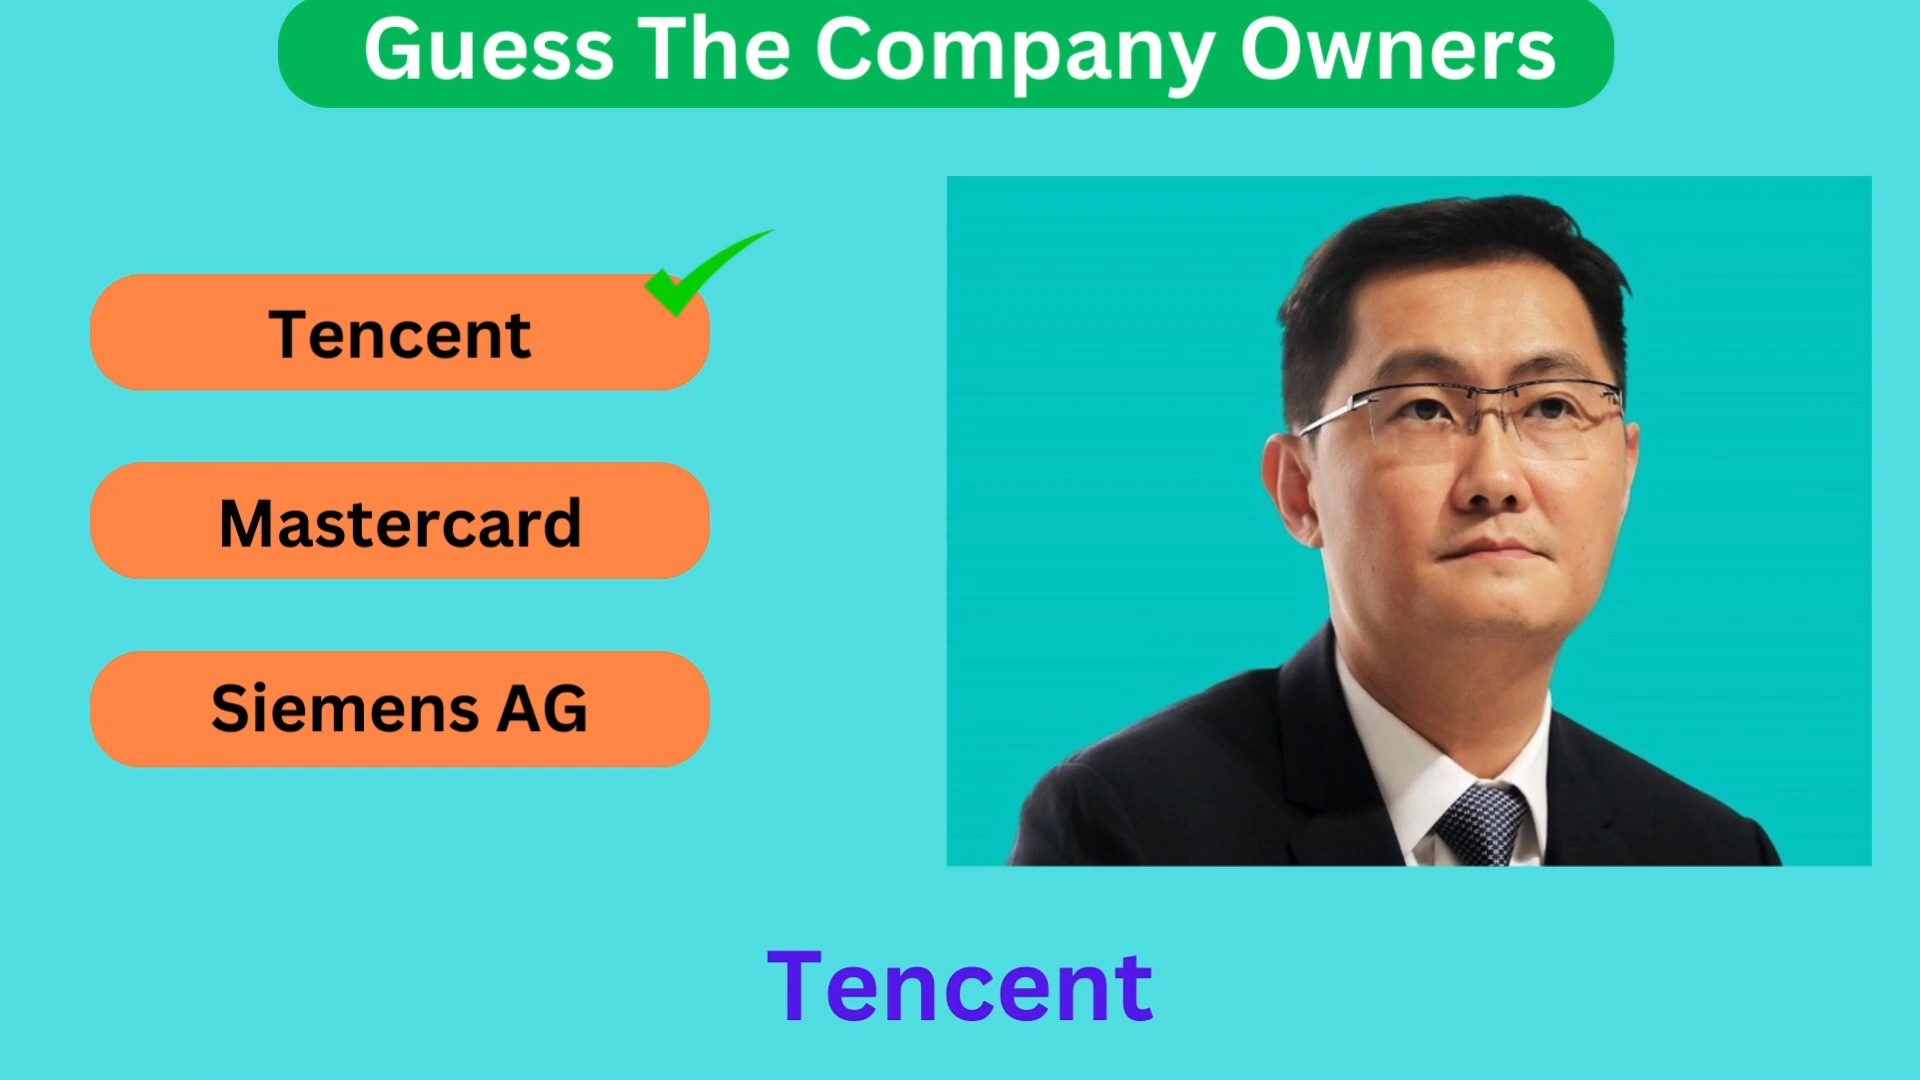 Guess The Company Owners
Tencent
Mastercard
Siemens AG
Tencent